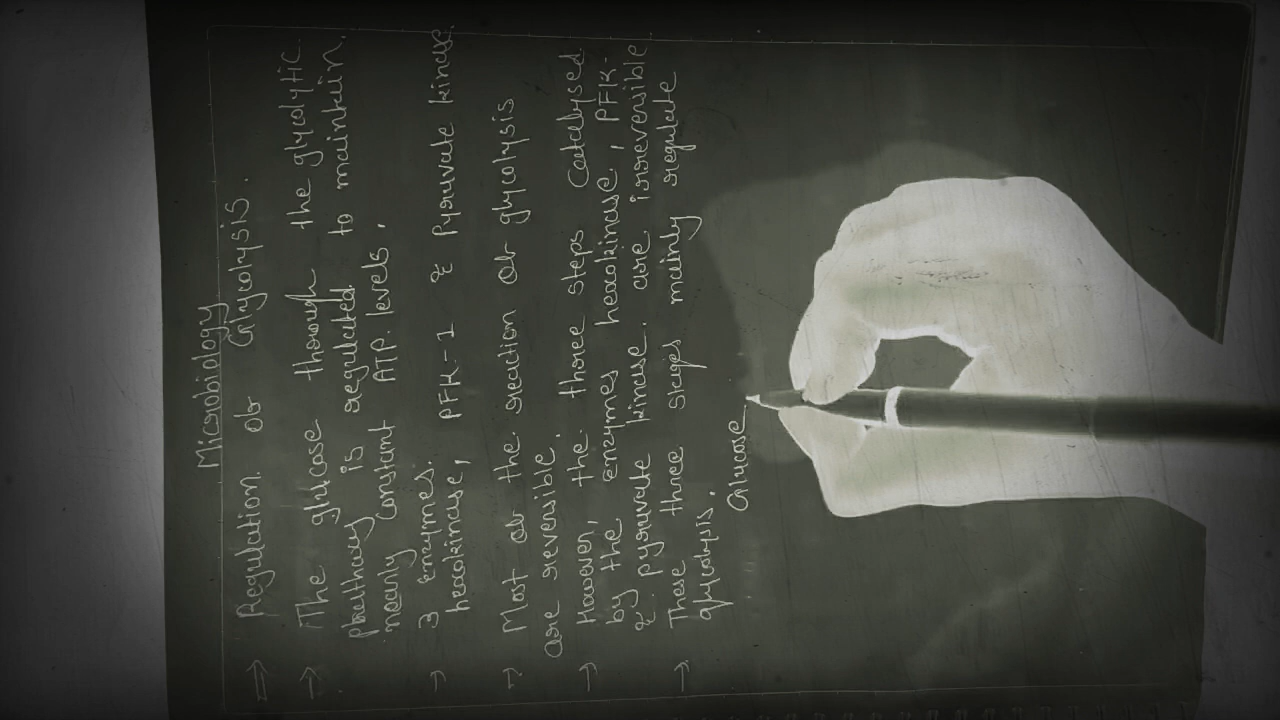 Microbiology
⇒ Regulation of Glycolysis.
→ The glucose through the glycolytic
pathway is regulated to maintain
nearly constant ATP levels.
→ 3 enzymes.
hexokinase, PFK-1 & Pyruvate kinase.
→ Most of the reaction of glycolysis
are reversible.
→ However, the three steps Catalysed
by the enzymes hexokinase, PFK-
& pyruvate kinase. are irreversible.
→ These three stages mainly regulate
glycolysis.
Glucose